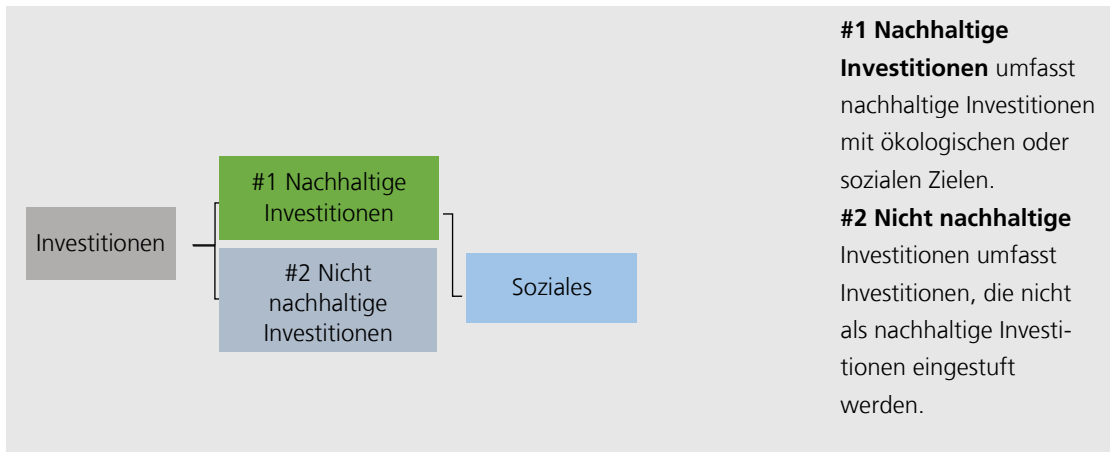 Investitionen
#1 Nachhaltige
Investitionen
#2 Nicht
nachhaltige
Investitionen
Soziales
#1 Nachhaltige
Investitionen umfasst
nachhaltige Investitionen
mit ökologischen oder
sozialen Zielen.
#2 Nicht nachhaltige
Investitionen umfasst
Investitionen, die nicht
als nachhaltige Investi-
tionen eingestuft
werden.